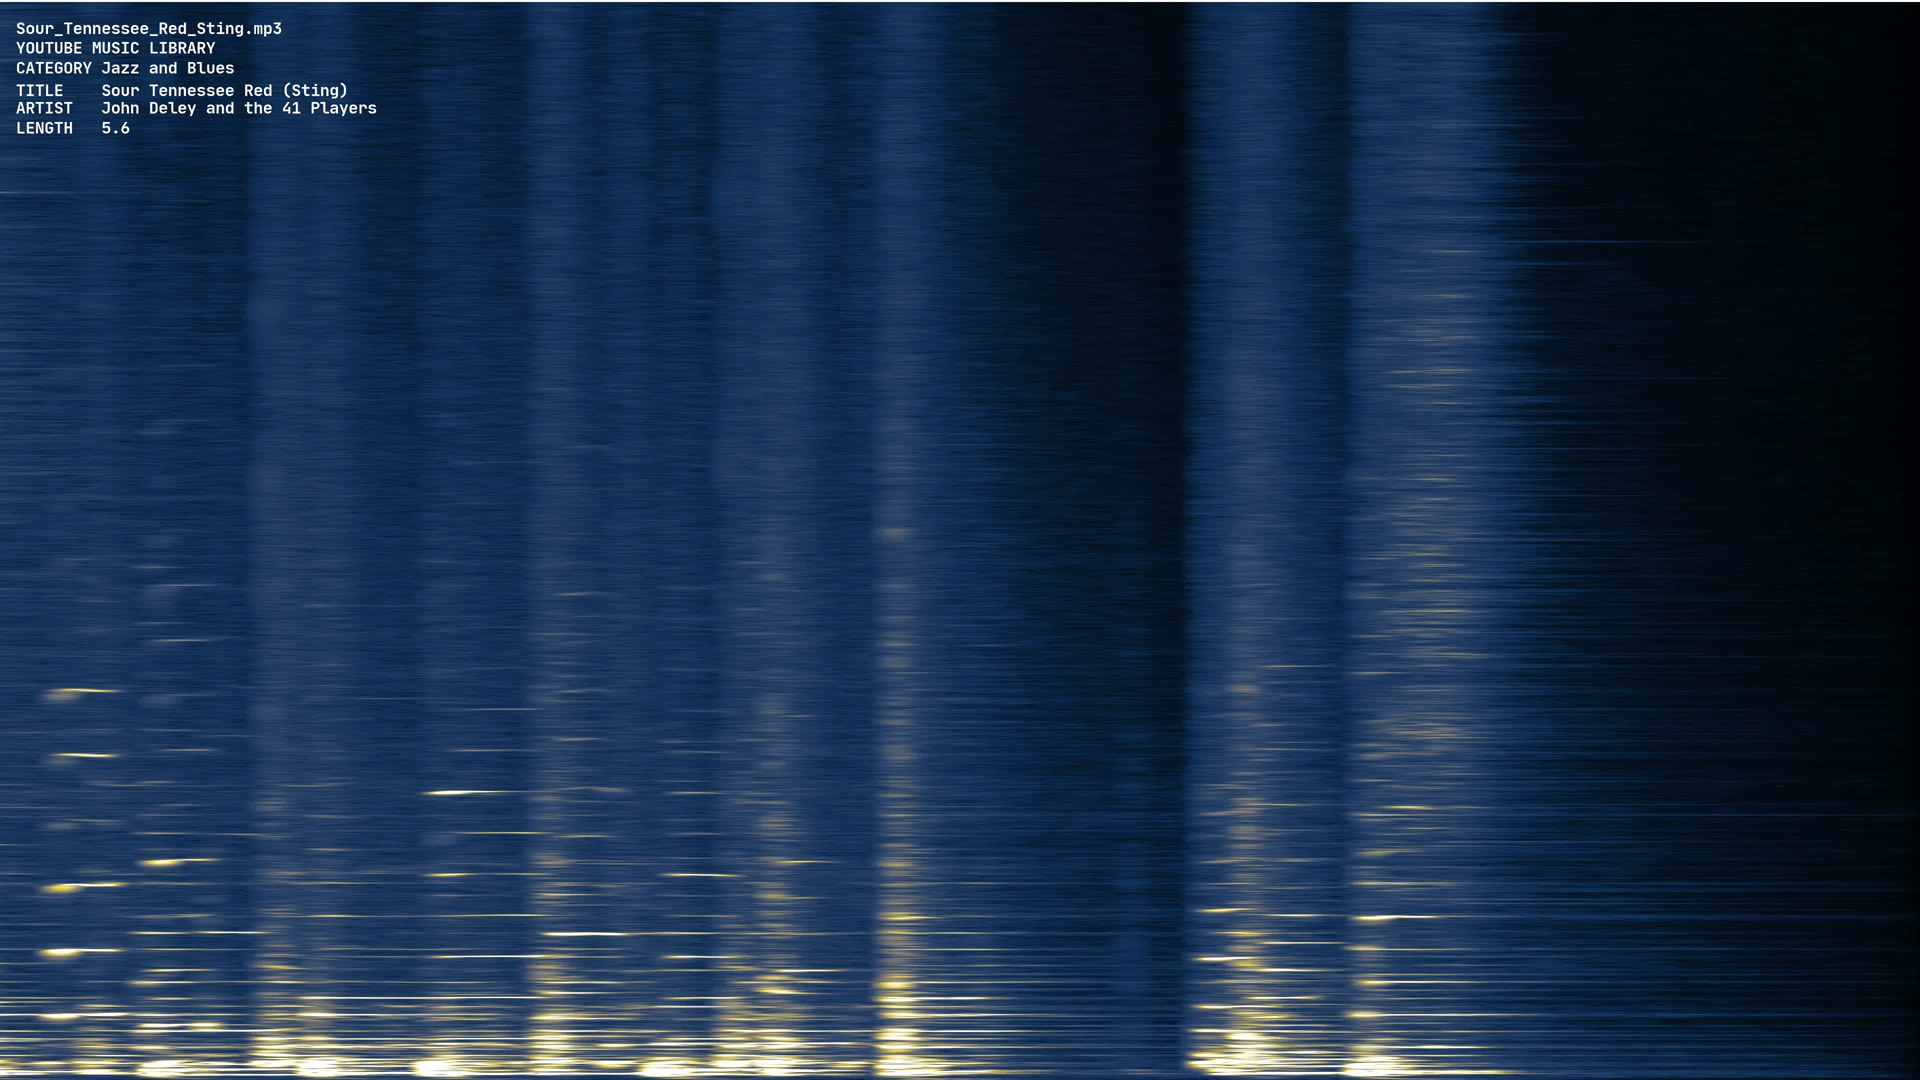 Sour_Tennessee_Red_Sting.mp3
YOUTUBE MUSIC LIBRARY
CATEGORY Jazz and Blues
TITLE Sour Tennessee Red (Sting)
ARTIST John Deley and the 41 Players
LENGTH 5.6